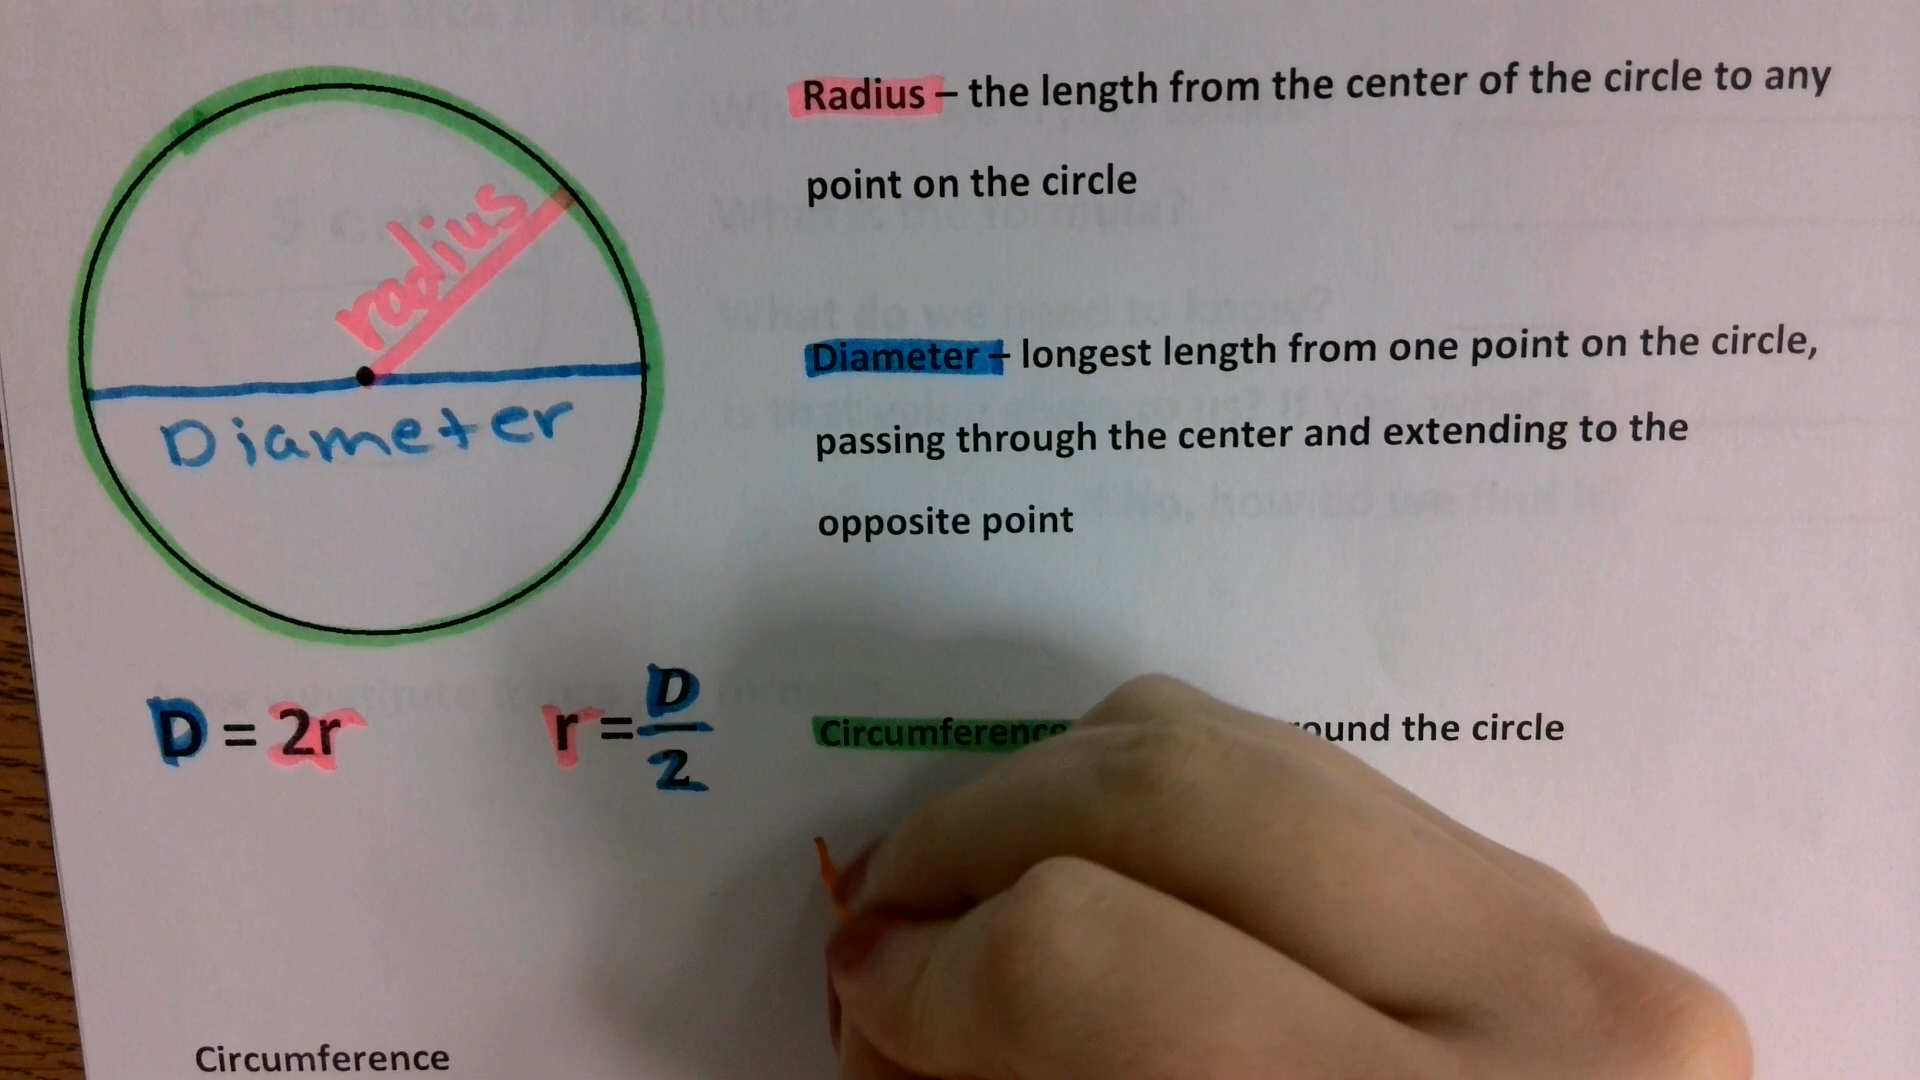 radius
Diameter
D = 2r
r = D/2
Radius – the length from the center of the circle to any
point on the circle
Diameter – longest length from one point on the circle,
passing through the center and extending to the
opposite point
Circumference ound the circle
Circumference